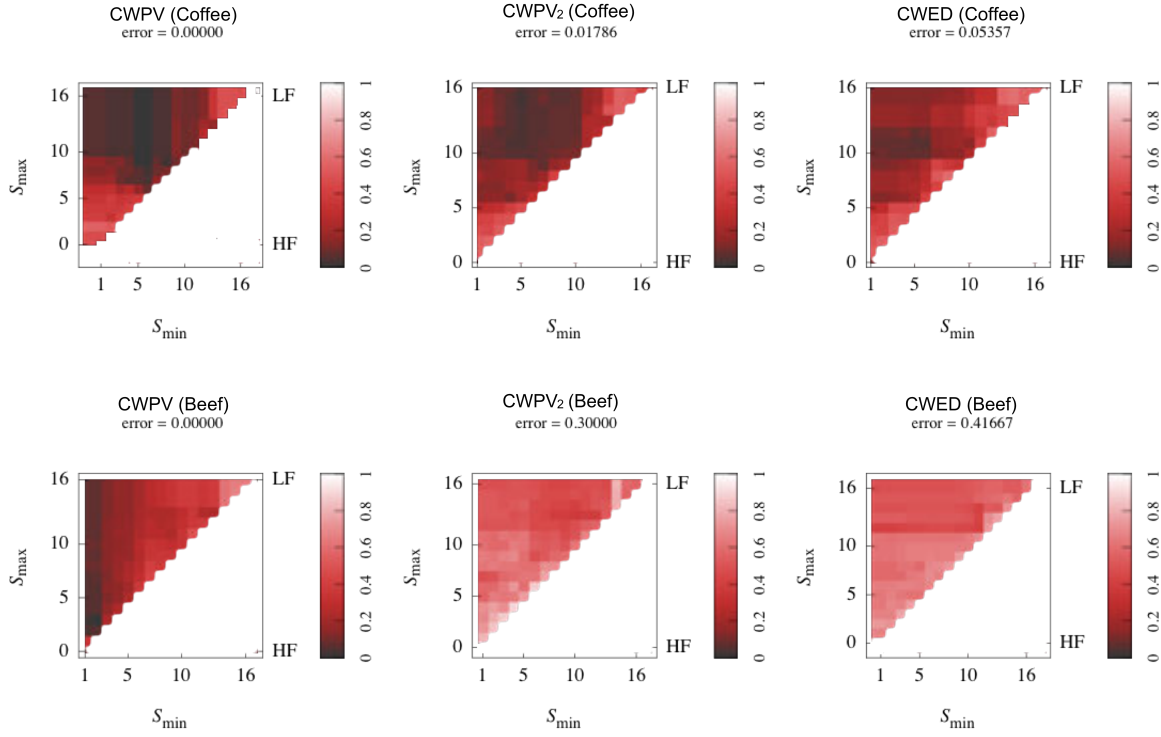 CWPV (Coffee)
error = 0.00000
16
10
5
0
S_max
1 5 10 16
S_min
LF
HF
1
0.8
0.6
0.4
0.2
0
CWPV₂ (Coffee)
error = 0.01786
16
10
5
0
S_max
1 5 10 16
S_min
LF
HF
1
0.8
0.6
0.4
0.2
0
CWED (Coffee)
error = 0.05357
16
10
5
0
S_max
1 5 10 16
S_min
LF
HF
1
0.8
0.6
0.4
0.2
0
CWPV (Beef)
error = 0.00000
16
10
5
0
S_max
1 5 10 16
S_min
LF
HF
1
0.8
0.6
0.4
0.2
0
CWPV₂ (Beef)
error = 0.30000
16
10
5
0
S_max
1 5 10 16
S_min
LF
HF
1
0.8
0.6
0.4
0.2
0
CWED (Beef)
error = 0.41667
16
10
5
0
S_max
1 5 10 16
S_min
LF
HF
1
0.8
0.6
0.4
0.2
0